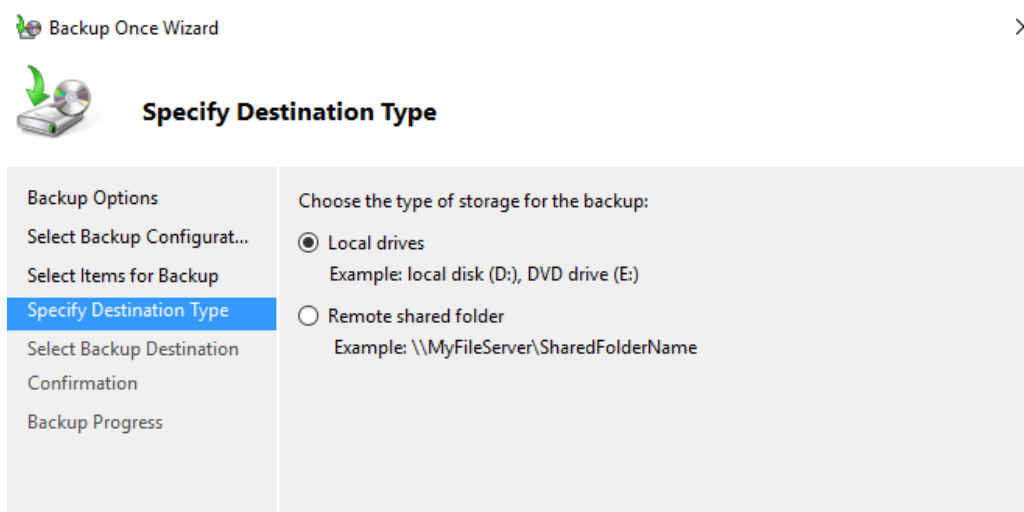 Backup Once Wizard
Specify Destination Type
Backup Options
Select Backup Configurat...
Select Items for Backup
Specify Destination Type
Select Backup Destination
Confirmation
Backup Progress
Choose the type of storage for the backup:
Local drives
Example: local disk (D:), DVD drive (E:)
Remote shared folder
Example: \\MyFileServer\SharedFolderName